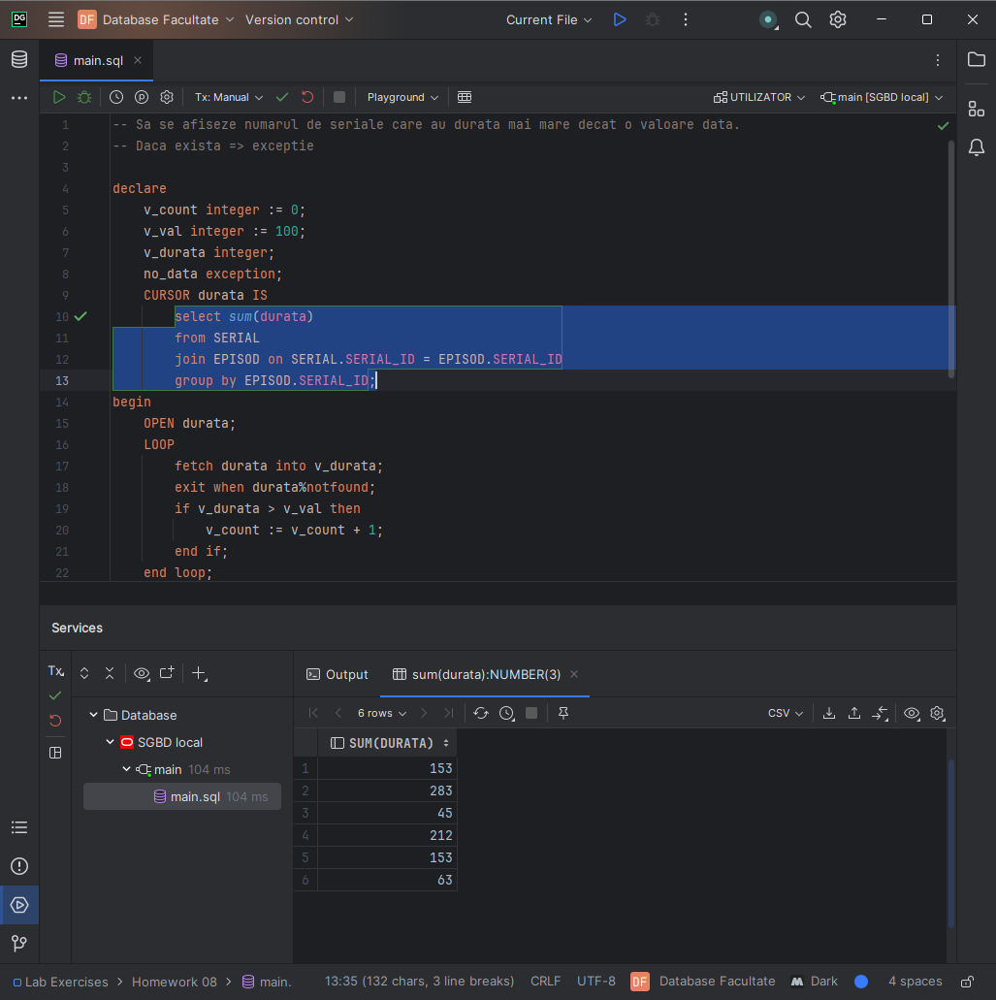 DG
DF Database Facultate Version control Current File
main.sql
Tx: Manual Playground UTILIZATOR main [SGBD local]
1 -- Sa se afiseze numarul de seriale care au durata mai mare decat o valoare data.
2 -- Daca exista => exceptie
3
4 declare
5 v_count integer := 0;
6 v_val integer := 100;
7 v_durata integer;
8 no_data exception;
9 CURSOR durata IS
10 select sum(durata)
11 from SERIAL
12 join EPISOD on SERIAL.SERIAL_ID = EPISOD.SERIAL_ID
13 group by EPISOD.SERIAL_ID;
14 begin
15 OPEN durata;
16 LOOP
17 fetch durata into v_durata;
18 exit when durata%notfound;
19 if v_durata > v_val then
20 v_count := v_count + 1;
21 end if;
22 end loop;
Services
Tx
Output sum(durata):NUMBER(3)
6 rows CSV
Database
SGBD local
main 104 ms
main.sql 104 ms
SUM(DURATA)
1 153
2 283
3 45
4 212
5 153
6 63
Lab Exercises Homework 08 main. 13:35 (132 chars, 3 line breaks) CRLF UTF-8 DF Database Facultate Dark 4 spaces